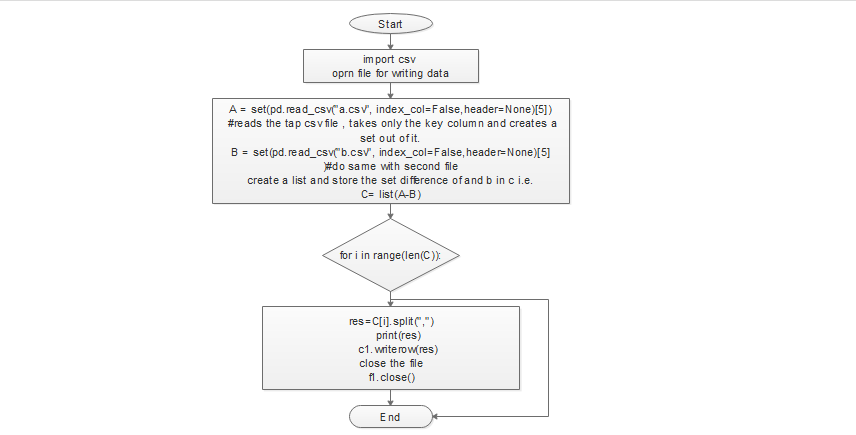 Start
import csv
oprn file for writing data
A = set(pd.read_csv("a.csv", index_col=False,header=None)[5])
#reads the tap csv file , takes only the key column and creates a
set out of it.
B = set(pd.read_csv("b.csv", index_col=False,header=None)[5]
)#do same with second file
create a list and store the set difference of and b in c i.e.
C= list(A-B)
for i in range(len(C)):
res=C[i].split(",")
print(res)
c1.writerow(res)
close the file
f1.close()
End